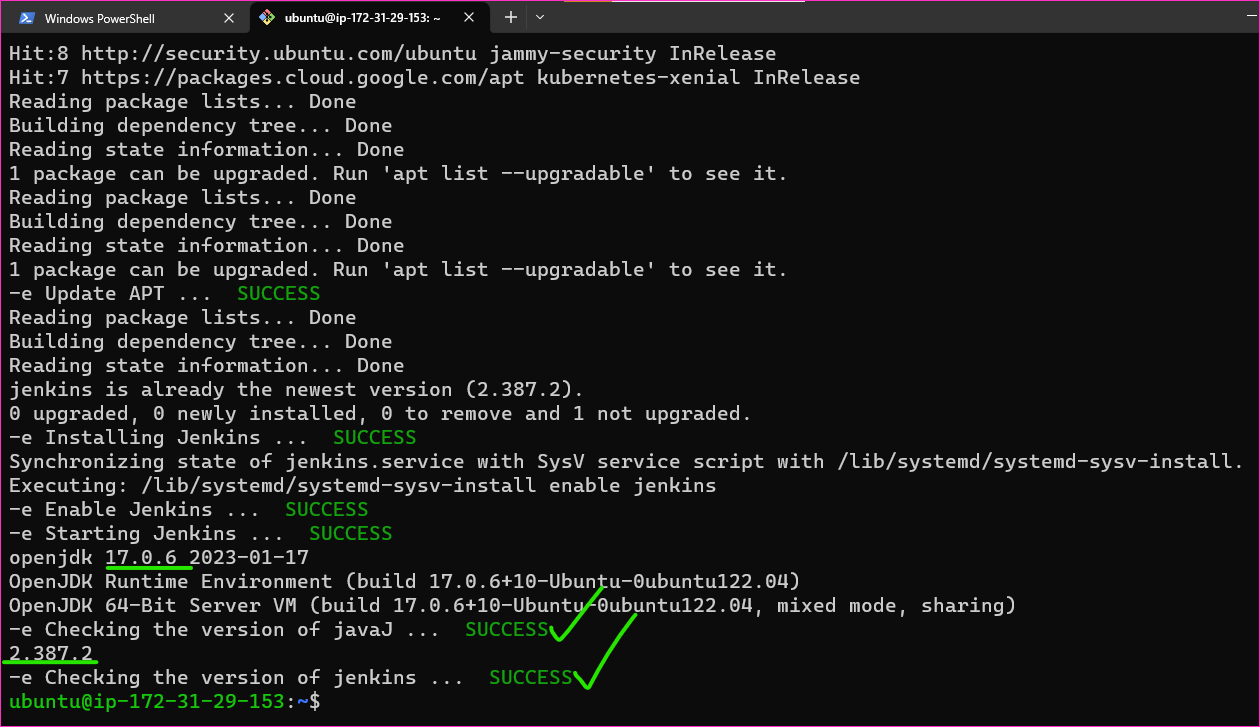 Windows PowerShell
ubuntu@ip-172-31-29-153: ~
Hit:8 http://security.ubuntu.com/ubuntu jammy-security InRelease
Hit:7 https://packages.cloud.google.com/apt kubernetes-xenial InRelease
Reading package lists... Done
Building dependency tree... Done
Reading state information... Done
1 package can be upgraded. Run 'apt list --upgradable' to see it.
Reading package lists... Done
Building dependency tree... Done
Reading state information... Done
1 package can be upgraded. Run 'apt list --upgradable' to see it.
-e Update APT ...  SUCCESS
Reading package lists... Done
Building dependency tree... Done
Reading state information... Done
jenkins is already the newest version (2.387.2).
0 upgraded, 0 newly installed, 0 to remove and 1 not upgraded.
-e Installing Jenkins ...  SUCCESS
Synchronizing state of jenkins.service with SysV service script with /lib/systemd/systemd-sysv-install.
Executing: /lib/systemd/systemd-sysv-install enable jenkins
-e Enable Jenkins ...  SUCCESS
-e Starting Jenkins ...  SUCCESS
openjdk 17.0.6 2023-01-17
OpenJDK Runtime Environment (build 17.0.6+10-Ubuntu-0ubuntu122.04)
OpenJDK 64-Bit Server VM (build 17.0.6+10-Ubuntu-0ubuntu122.04, mixed mode, sharing)
-e Checking the version of javaJ ...  SUCCESS
2.387.2
-e Checking the version of jenkins ...  SUCCESS
ubuntu@ip-172-31-29-153:~$